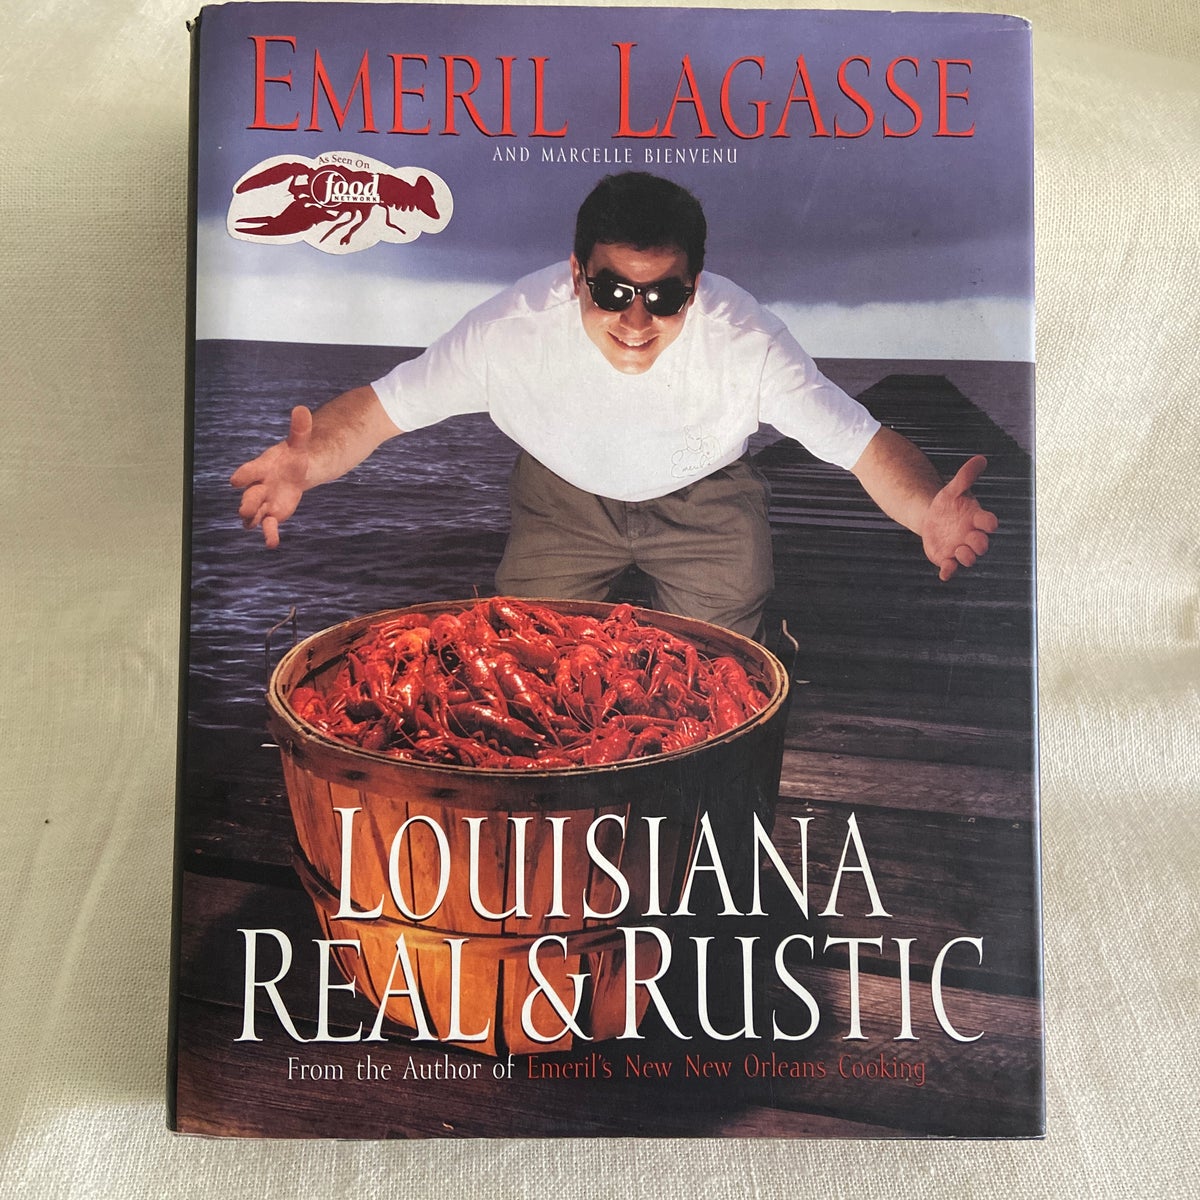 EMERIL LAGASSE
AND MARCELLE BIENVENU
As Seen On
food
NETWORK
Emeril's
LOUISIANA
REAL & RUSTIC
From the Author of Emeril's New New Orleans Cooking